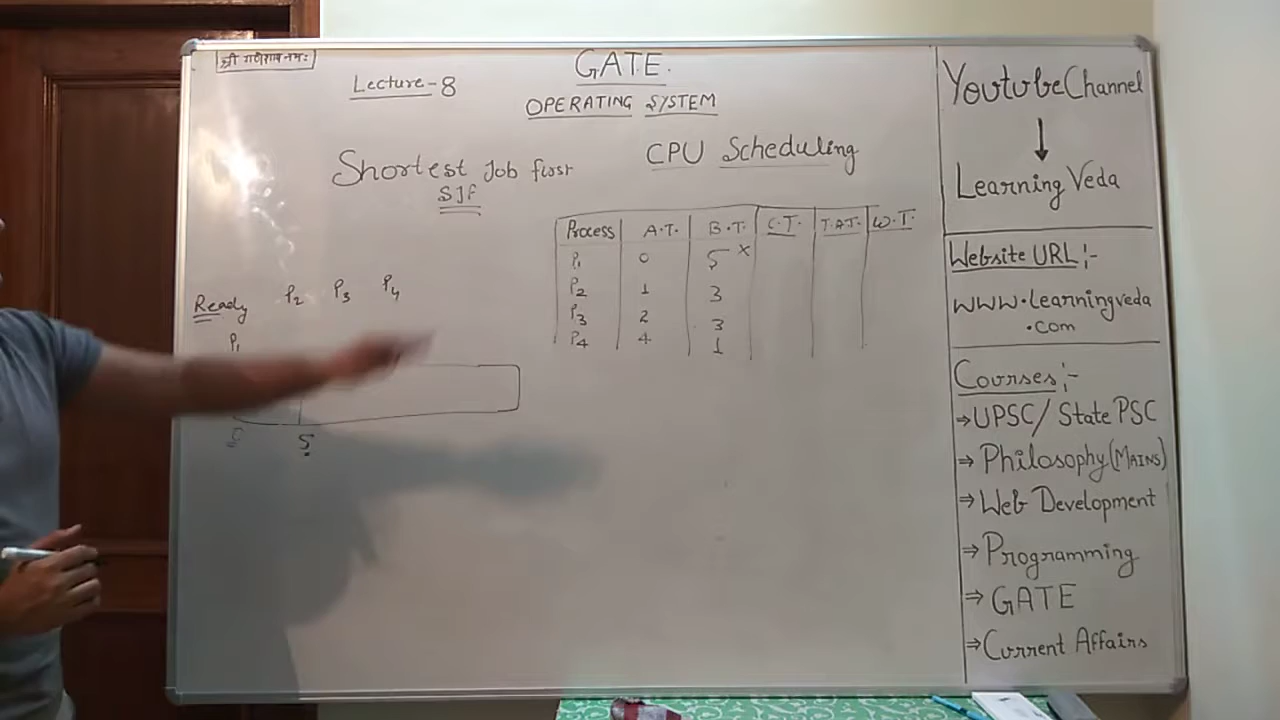 श्री गणेशाय नमः
Lecture-8
GATE
OPERATING SYSTEM
Shortest Job first
SJF
CPU Scheduling
Process A.T. B.T. C.T. T.A.T. W.T.
P1 0 5 x
P2 1 3
P3 2 3
P4 4 1
Ready P2 P3 P4
P1
0 5
Youtube Channel
↓
Learning Veda
Website URL :-
www.learningveda
.com
Courses :-
⇒ UPSC/State PSC
⇒ Philosophy (MAINS)
⇒ Web Development
⇒ Programming
⇒ GATE
⇒ Current Affairs